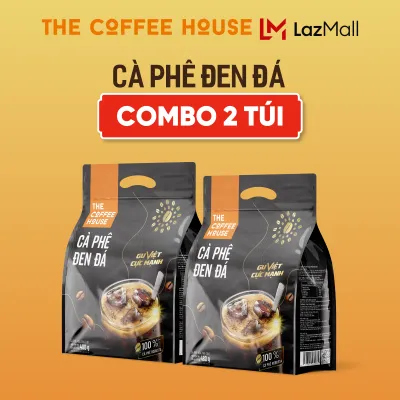 THE COFFEE HOUSE LM LazMall
CÀ PHÊ ĐEN ĐÁ
COMBO 2 TÚI
THE
COFFEE
HOUSE
CÀ PHÊ
ĐEN ĐÁ
GU VIỆT
CỰC MẠNH
100%
THE
COFFEE
HOUSE
CÀ PHÊ
ĐEN ĐÁ
GU VIỆT
CỰC MẠNH
100%